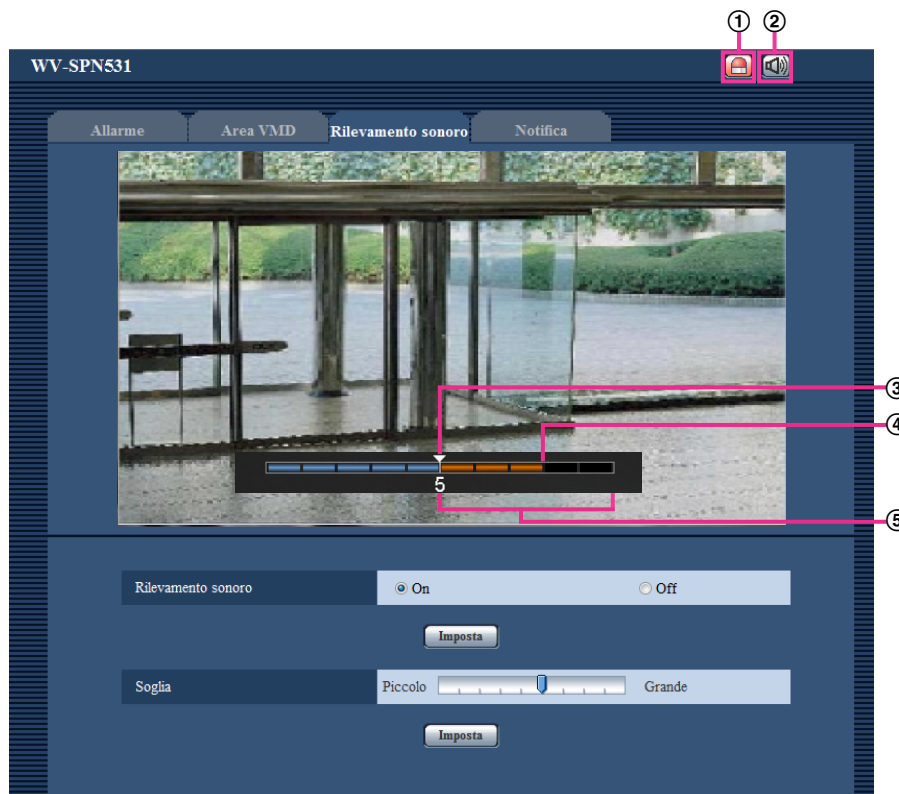 ① ②
WV-SPN531
Allarme Area VMD Rilevamento sonoro Notifica
③
④
5
⑤
Rilevamento sonoro On Off
Imposta
Soglia Piccolo Grande
Imposta